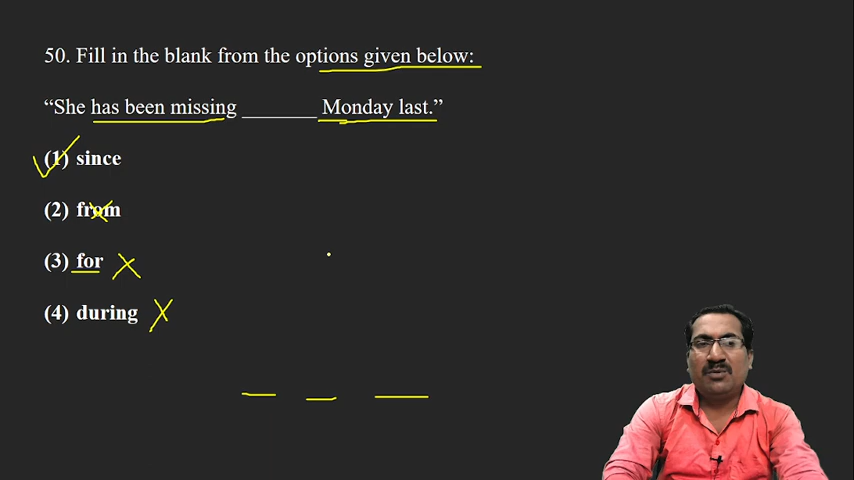 50. Fill in the blank from the options given below:
“She has been missing _______ Monday last.”
(1) since
(2) from
(3) for
(4) during